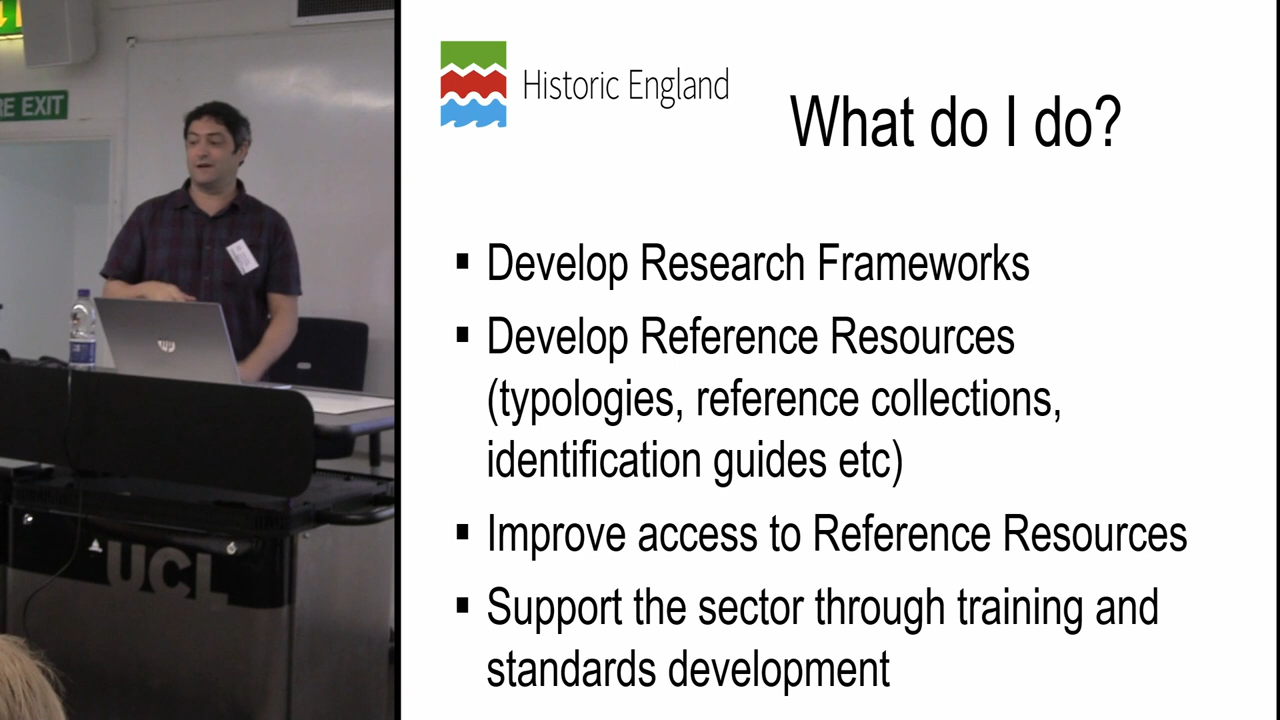 RE EXIT
hp
UCL
Historic England
What do I do?
▪ Develop Research Frameworks
▪ Develop Reference Resources
(typologies, reference collections,
identification guides etc)
▪ Improve access to Reference Resources
▪ Support the sector through training and
standards development